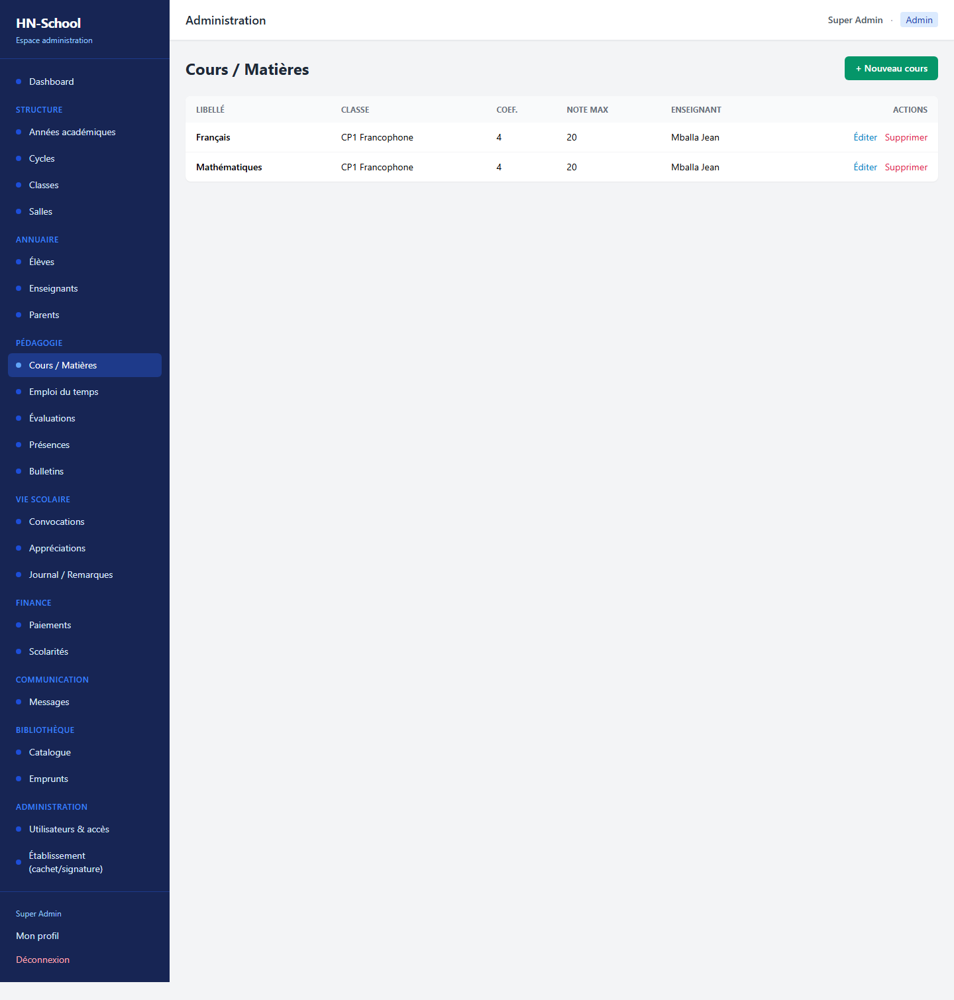 HN-School
Espace administration
Dashboard
STRUCTURE
Années académiques
Cycles
Classes
Salles
ANNUAIRE
Élèves
Enseignants
Parents
PÉDAGOGIE
Cours / Matières
Emploi du temps
Évaluations
Présences
Bulletins
VIE SCOLAIRE
Convocations
Appréciations
Journal / Remarques
FINANCE
Paiements
Scolarités
COMMUNICATION
Messages
BIBLIOTHÈQUE
Catalogue
Emprunts
ADMINISTRATION
Utilisateurs & accès
Établissement
(cachet/signature)
Super Admin
Mon profil
Déconnexion
Administration
Super Admin · Admin
Cours / Matières
+ Nouveau cours
LIBELLÉ CLASSE COEF. NOTE MAX ENSEIGNANT ACTIONS
Français CP1 Francophone 4 20 Mballa Jean Éditer Supprimer
Mathématiques CP1 Francophone 4 20 Mballa Jean Éditer Supprimer